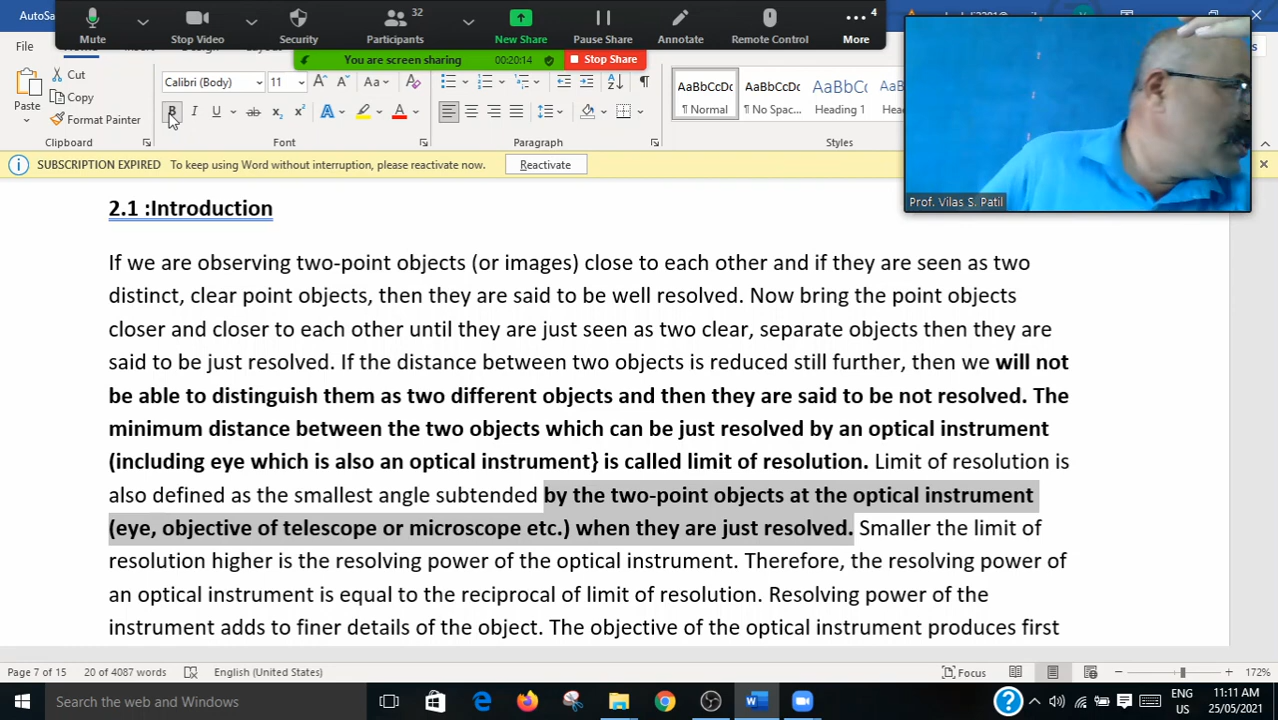 AutoSa
Mute
Stop Video
Security
32
Participants
New Share
Pause Share
Annotate
Remote Control
4
More
You are screen sharing
00:20:14
Stop Share
File
Paste
Cut
Copy
Format Painter
Clipboard
Calibri (Body)
11
Font
Paragraph
AaBbCcDc
¶ Normal
AaBbCcDc
¶ No Spac...
AaBbC
Heading 1
Styles
Prof. Vilas S. Patil
SUBSCRIPTION EXPIRED To keep using Word without interruption, please reactivate now.
Reactivate
2.1 :Introduction
If we are observing two-point objects (or images) close to each other and if they are seen as two
distinct, clear point objects, then they are said to be well resolved. Now bring the point objects
closer and closer to each other until they are just seen as two clear, separate objects then they are
said to be just resolved. If the distance between two objects is reduced still further, then we will not
be able to distinguish them as two different objects and then they are said to be not resolved. The
minimum distance between the two objects which can be just resolved by an optical instrument
(including eye which is also an optical instrument} is called limit of resolution. Limit of resolution is
also defined as the smallest angle subtended by the two-point objects at the optical instrument
(eye, objective of telescope or microscope etc.) when they are just resolved. Smaller the limit of
resolution higher is the resolving power of the optical instrument. Therefore, the resolving power of
an optical instrument is equal to the reciprocal of limit of resolution. Resolving power of the
instrument adds to finer details of the object. The objective of the optical instrument produces first
Page 7 of 15
20 of 4087 words
English (United States)
Focus
172%
Search the web and Windows
ENG
US
11:11 AM
25/05/2021